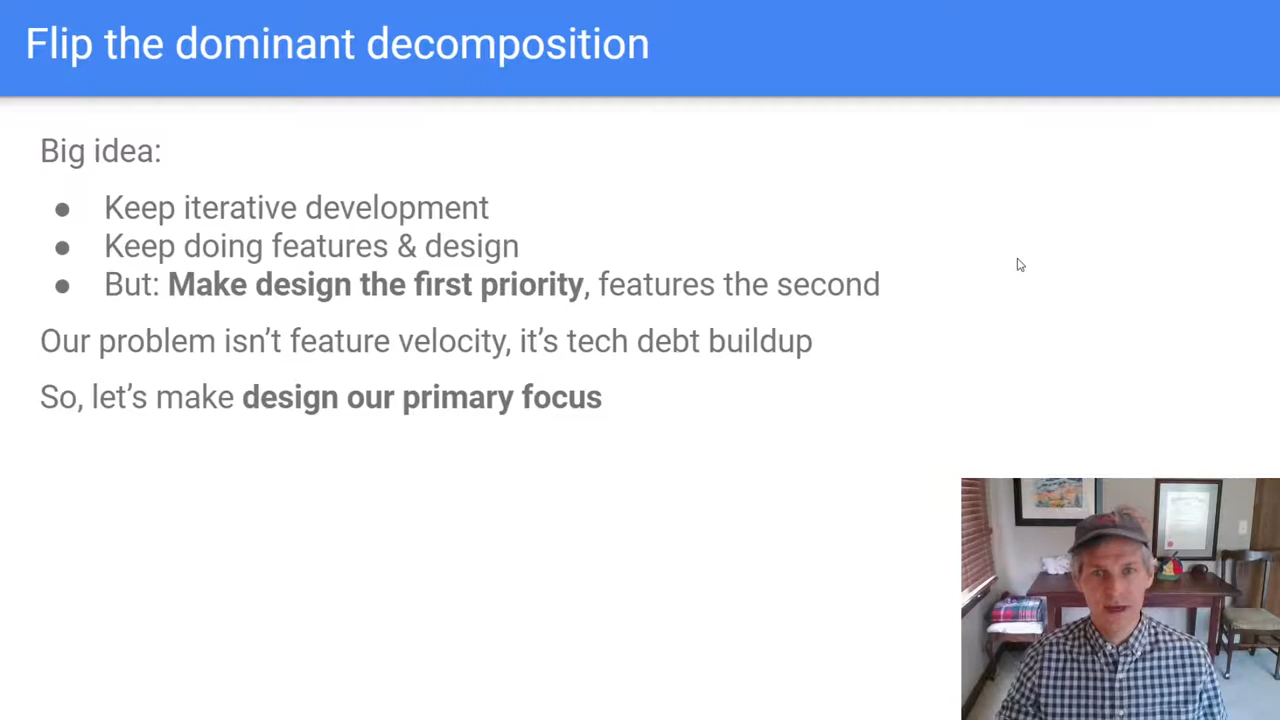 Flip the dominant decomposition
Big idea:
● Keep iterative development
● Keep doing features & design
● But: Make design the first priority, features the second
Our problem isn’t feature velocity, it’s tech debt buildup
So, let’s make design our primary focus